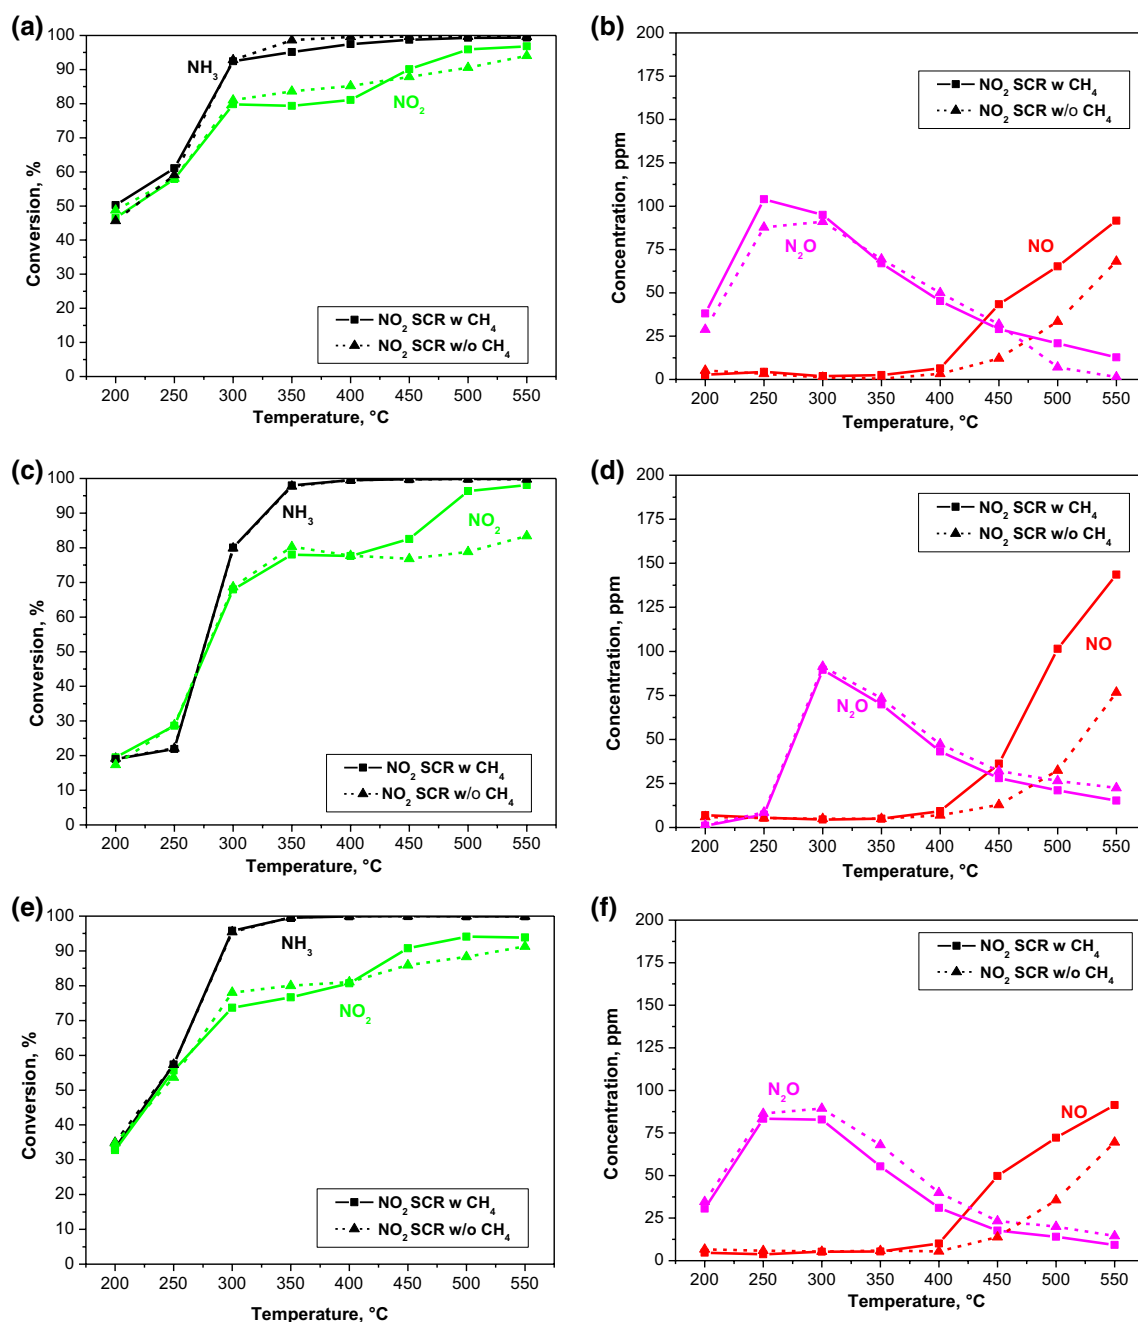 (a)
100
90
80
70
60
50
40
30
20
10
0
Conversion, %
NH3
NO2
NO2 SCR w CH4
NO2 SCR w/o CH4
200 250 300 350 400 450 500 550
Temperature, °C
(b)
200
175
150
125
100
75
50
25
0
Concentration, ppm
NO2 SCR w CH4
NO2 SCR w/o CH4
N2O
NO
200 250 300 350 400 450 500 550
Temperature, °C
(c)
100
90
80
70
60
50
40
30
20
10
0
Conversion, %
NH3
NO2
NO2 SCR w CH4
NO2 SCR w/o CH4
200 250 300 350 400 450 500 550
Temperature, °C
(d)
200
175
150
125
100
75
50
25
0
Concentration, ppm
NO2 SCR w CH4
NO2 SCR w/o CH4
NO
N2O
200 250 300 350 400 450 500 550
Temperature, °C
(e)
100
90
80
70
60
50
40
30
20
10
0
Conversion, %
NH3
NO2
NO2 SCR w CH4
NO2 SCR w/o CH4
200 250 300 350 400 450 500 550
Temperature, °C
(f)
200
175
150
125
100
75
50
25
0
Concentration, ppm
NO2 SCR w CH4
NO2 SCR w/o CH4
N2O
NO
200 250 300 350 400 450 500 550
Temperature, °C